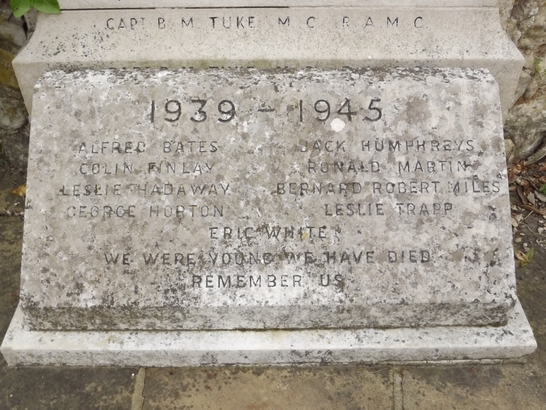 CAPT B. M. TUKE M C R.A.M.C
1939 - 1945
ALFRED BATES JACK HUMPHREYS
COLIN FINLAY RONALD MARTIN
LESLIE HADAWAY BERNARD ROBERT MILES
GEORGE HORTON LESLIE TRAPP
ERIC WHITE
WE WERE YOUNG WE HAVE DIED
REMEMBER US